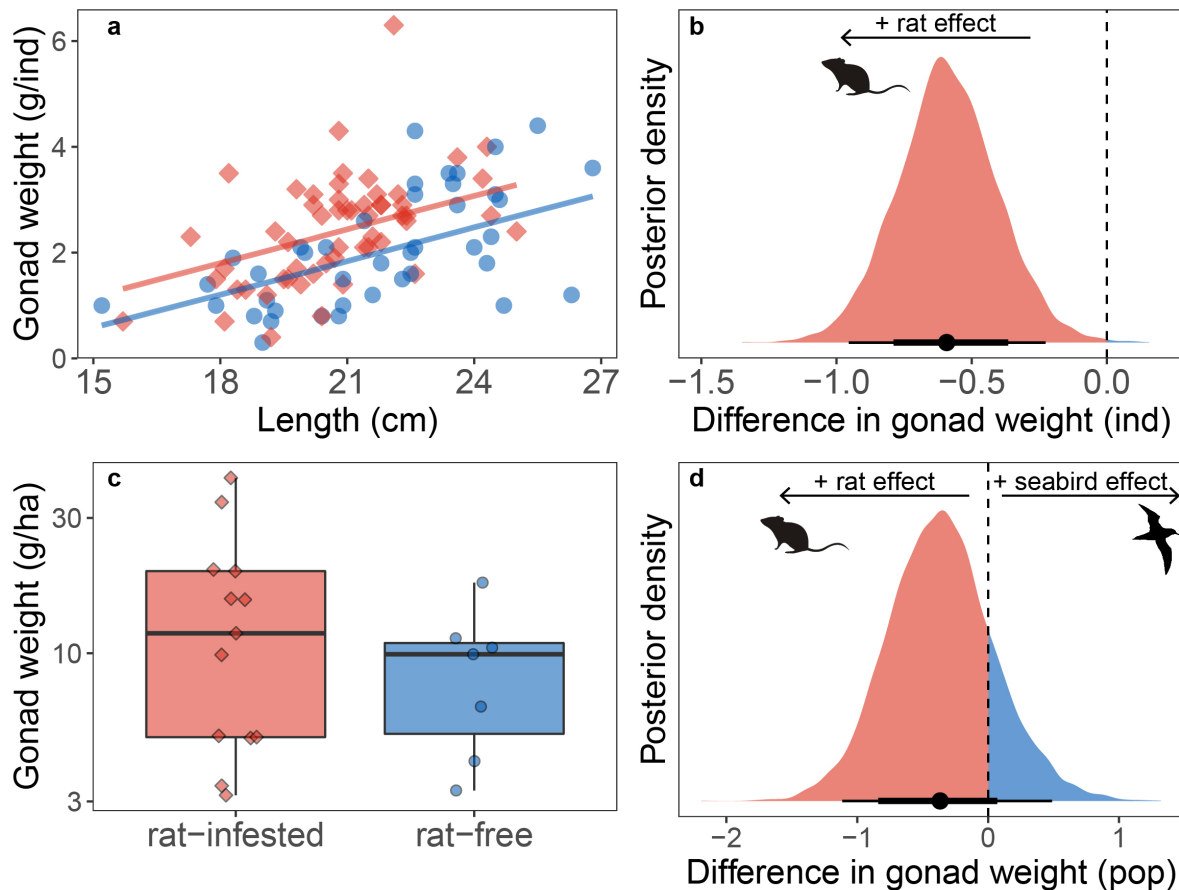 a
Gonad weight (g/ind)
6
4
2
0
15 18 21 24 27
Length (cm)
b
+ rat effect
Posterior density
−1.5 −1.0 −0.5 0.0
Difference in gonad weight (ind)
c
Gonad weight (g/ha)
30
10
3
rat−infested rat−free
d
+ rat effect + seabird effect
Posterior density
−2 −1 0 1
Difference in gonad weight (pop)